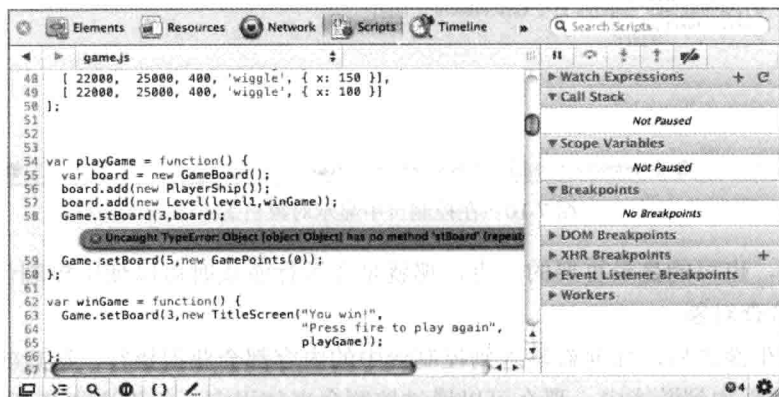 Elements Resources Network Scripts Timeline » Search Scripts
game.js
48 [ 22000, 25000, 400, 'wiggle', { x: 150 }],
49 [ 22000, 25000, 400, 'wiggle', { x: 100 }]
50 ];
51
52
53
54 var playGame = function() {
55 var board = new GameBoard();
56 board.add(new PlayerShip());
57 board.add(new Level(level1,winGame));
58 Game.stBoard(3,board);
Uncaught TypeError: Object [object Object] has no method 'stBoard' (repeat
59 Game.setBoard(5,new GamePoints(0));
60 };
61
62 var winGame = function() {
63 Game.setBoard(3,new TitleScreen("You win!",
64 "Press fire to play again",
65 playGame));
66 };
67
Watch Expressions +
Call Stack
Not Paused
Scope Variables
Not Paused
Breakpoints
No Breakpoints
DOM Breakpoints
XHR Breakpoints +
Event Listener Breakpoints
Workers
{ } 4